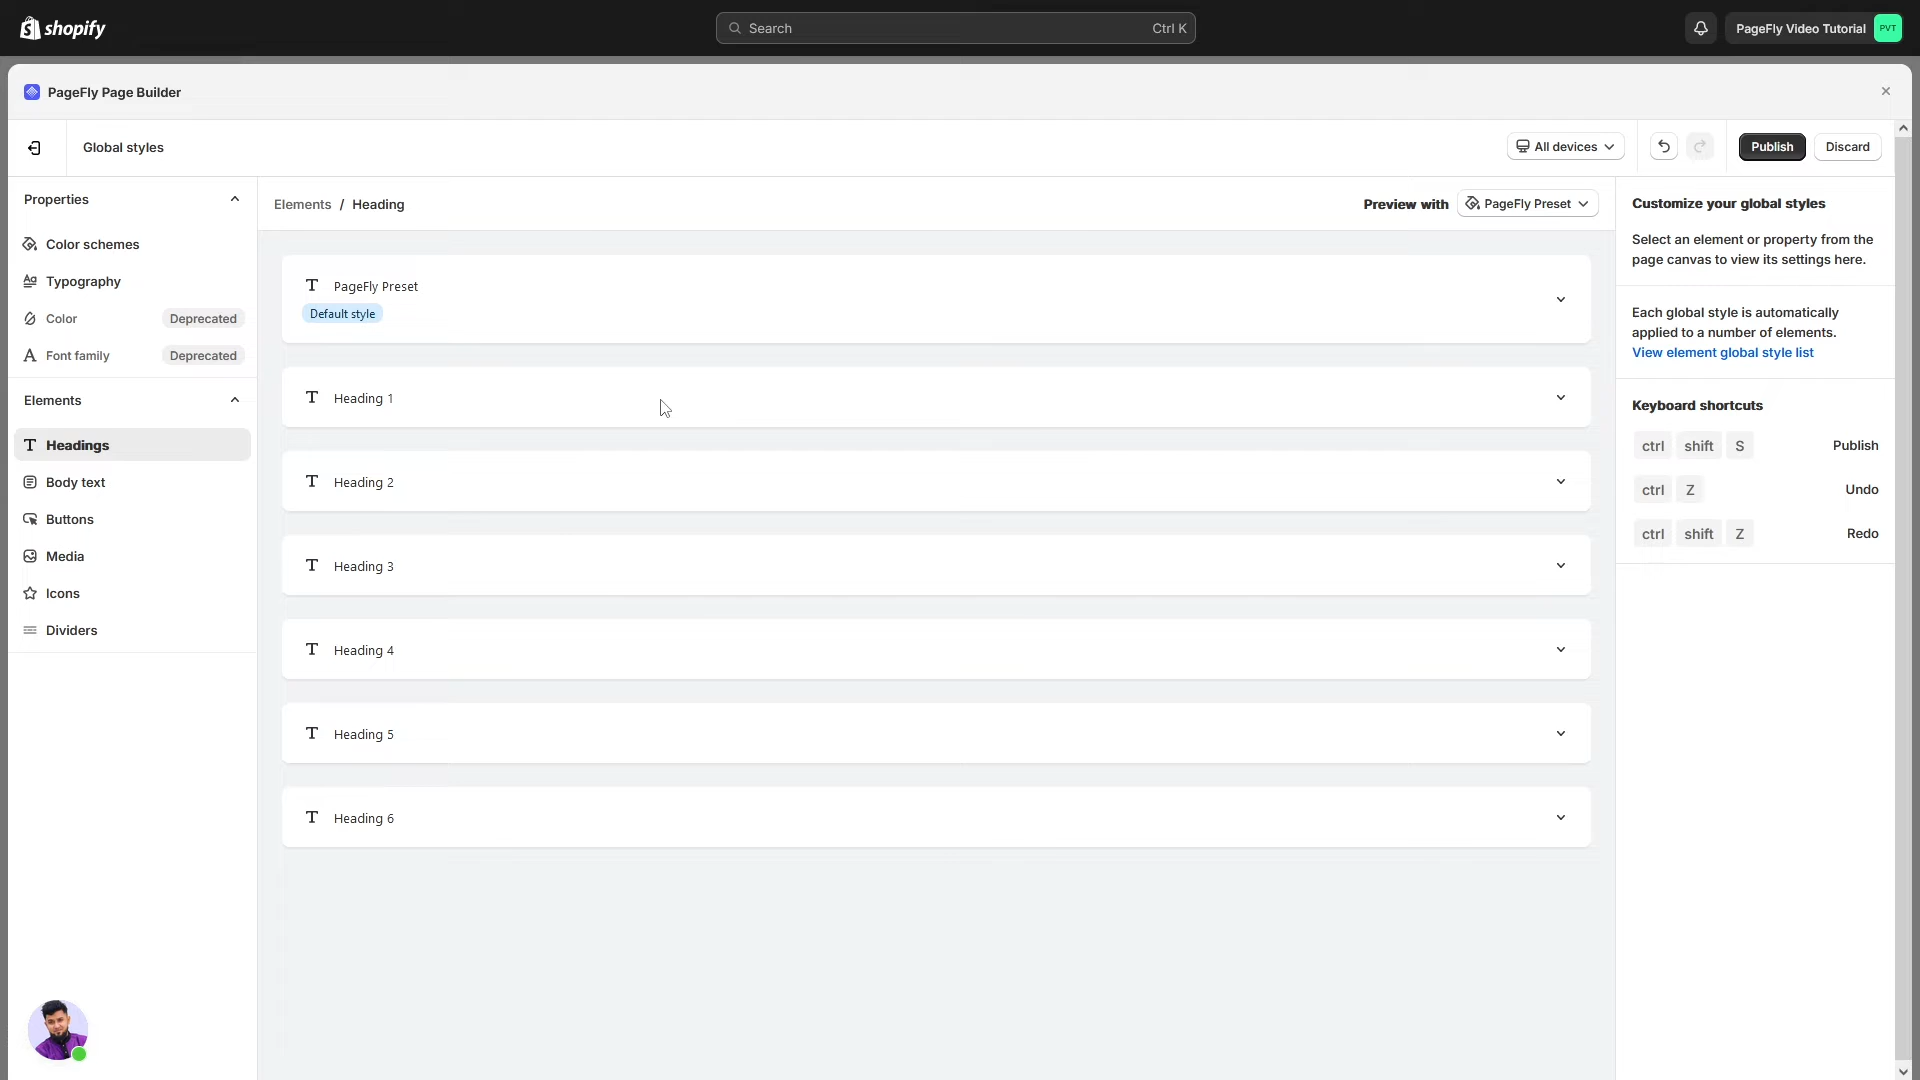 shopify
Search
Ctrl K
PageFly Video Tutorial
PVT
PageFly Page Builder
Global styles
All devices
Publish
Discard
Properties
Color schemes
Typography
Color
Deprecated
Font family
Deprecated
Elements
Headings
Body text
Buttons
Media
Icons
Dividers
Elements / Heading
Preview with
PageFly Preset
PageFly Preset
Default style
Heading 1
Heading 2
Heading 3
Heading 4
Heading 5
Heading 6
Customize your global styles
Select an element or property from the
page canvas to view its settings here.
Each global style is automatically
applied to a number of elements.
View element global style list
Keyboard shortcuts
ctrl shift S Publish
ctrl Z Undo
ctrl shift Z Redo